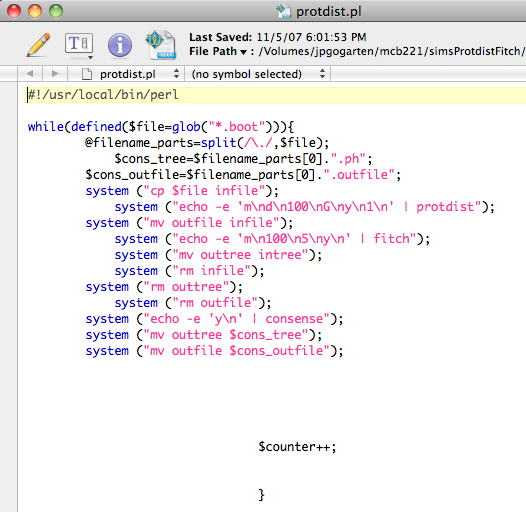 protdist.pl
Last Saved: 11/5/07 6:01:53 PM
File Path ▾ : /Volumes/jpgogarten/mcb221/simsProtdistFitch/
protdist.pl (no symbol selected)
#!/usr/local/bin/perl
while(defined($file=glob("*.boot"))){
@filename_parts=split(/\./,$file);
$cons_tree=$filename_parts[0].".ph";
$cons_outfile=$filename_parts[0].".outfile";
system ("cp $file infile");
system ("echo -e 'm\nd\n100\nG\ny\n1\n' | protdist");
system ("mv outfile infile");
system ("echo -e 'm\n100\n5\ny\n' | fitch");
system ("mv outtree intree");
system ("rm infile");
system ("rm outtree");
system ("rm outfile");
system ("echo -e 'y\n' | consense");
system ("mv outtree $cons_tree");
system ("mv outfile $cons_outfile");
$counter++;
}